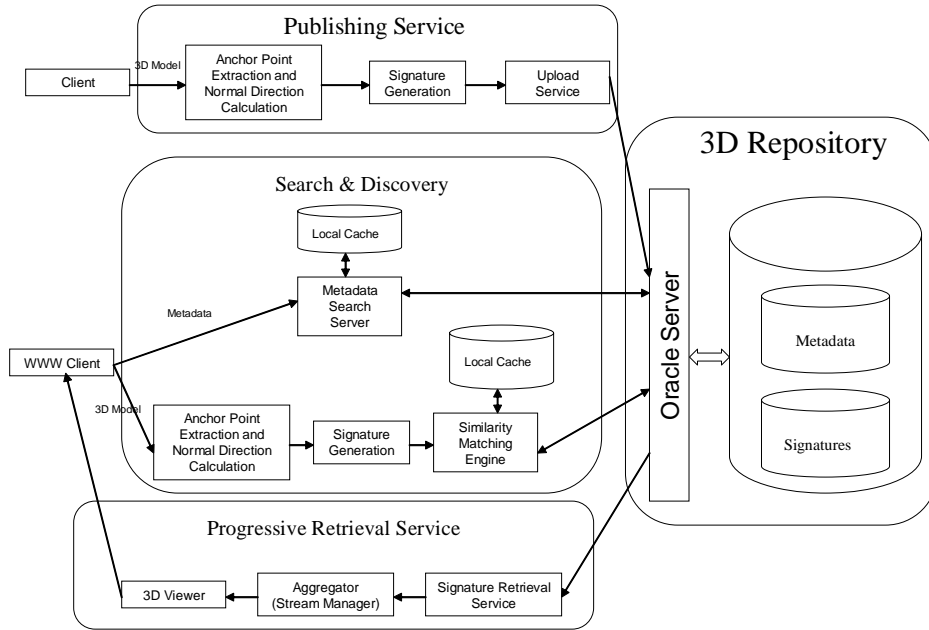 Publishing Service
Client
3D Model
Anchor Point
Extraction and
Normal Direction
Calculation
Signature
Generation
Upload
Service
3D Repository
Oracle Server
Metadata
Signatures
Search & Discovery
Local Cache
Metadata
Search
Server
Metadata
Local Cache
WWW Client
3D Model
Anchor Point
Extraction and
Normal Direction
Calculation
Signature
Generation
Similarity
Matching
Engine
Progressive Retrieval Service
3D Viewer
Aggregator
(Stream Manager)
Signature Retrieval
Service